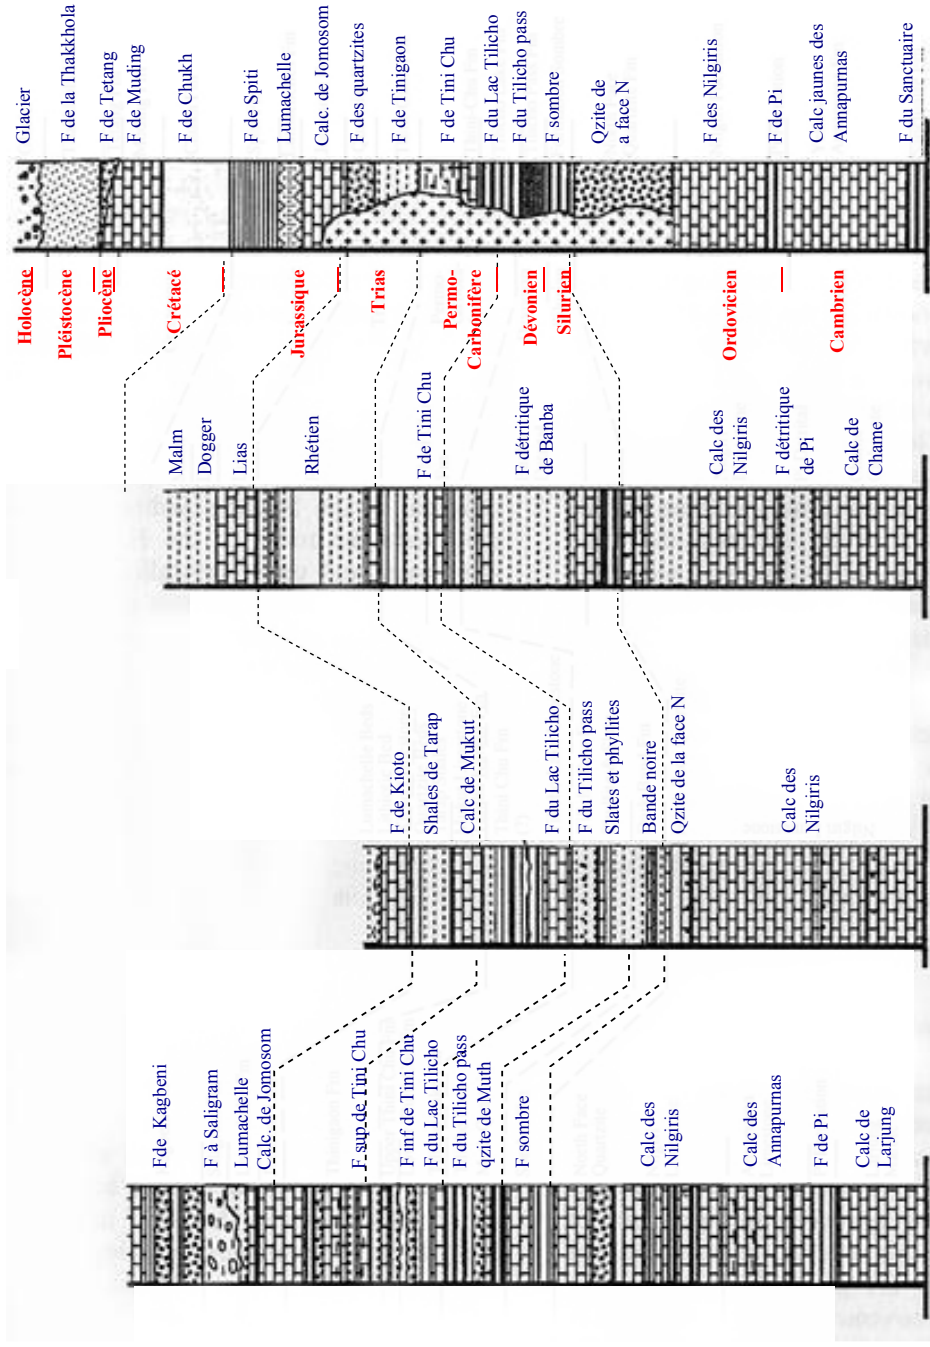 Glacier
F de la Thakkhola
F de Tetang
F de Muding
F de Chukh
F de Spiti
Lumachelle
Calc. de Jomosom
F des quartzites
F de Tinigaon
F de Tini Chu
F du Lac Tilicho
F du Tilicho pass
F sombre
Qzite de
a face N
F des Nilgiris
F de Pi
Calc jaunes des
Annapurnas
F du Sanctuaire
Holocène
Pléistocène
Pliocène
Crétacé
Jurassique
Trias
Permo-
Carbonifère
Dévonien
Silurien
Ordovicien
Cambrien
Malm
Dogger
Lias
Rhétien
F de Tini Chu
F détritique
de Banba
Calc des
Nilgiris
F détritique
de Pi
Calc de
Chame
F de Kioto
Shales de Tarap
Calc de Mukut
F du Lac Tilicho
F du Tilicho pass
Slates et phyllites
Bande noire
Qzite de la face N
Calc des
Nilgiris
Fde Kagbeni
F à Saligram
Lumachelle
Calc. de Jomosom
F sup de Tini Chu
F inf de Tini Chu
F du Lac Tilicho
F du Tilicho pass
qzite de Muth
F sombre
Calc des
Nilgiris
Calc des
Annapurnas
F de Pi
Calc de
Larjung